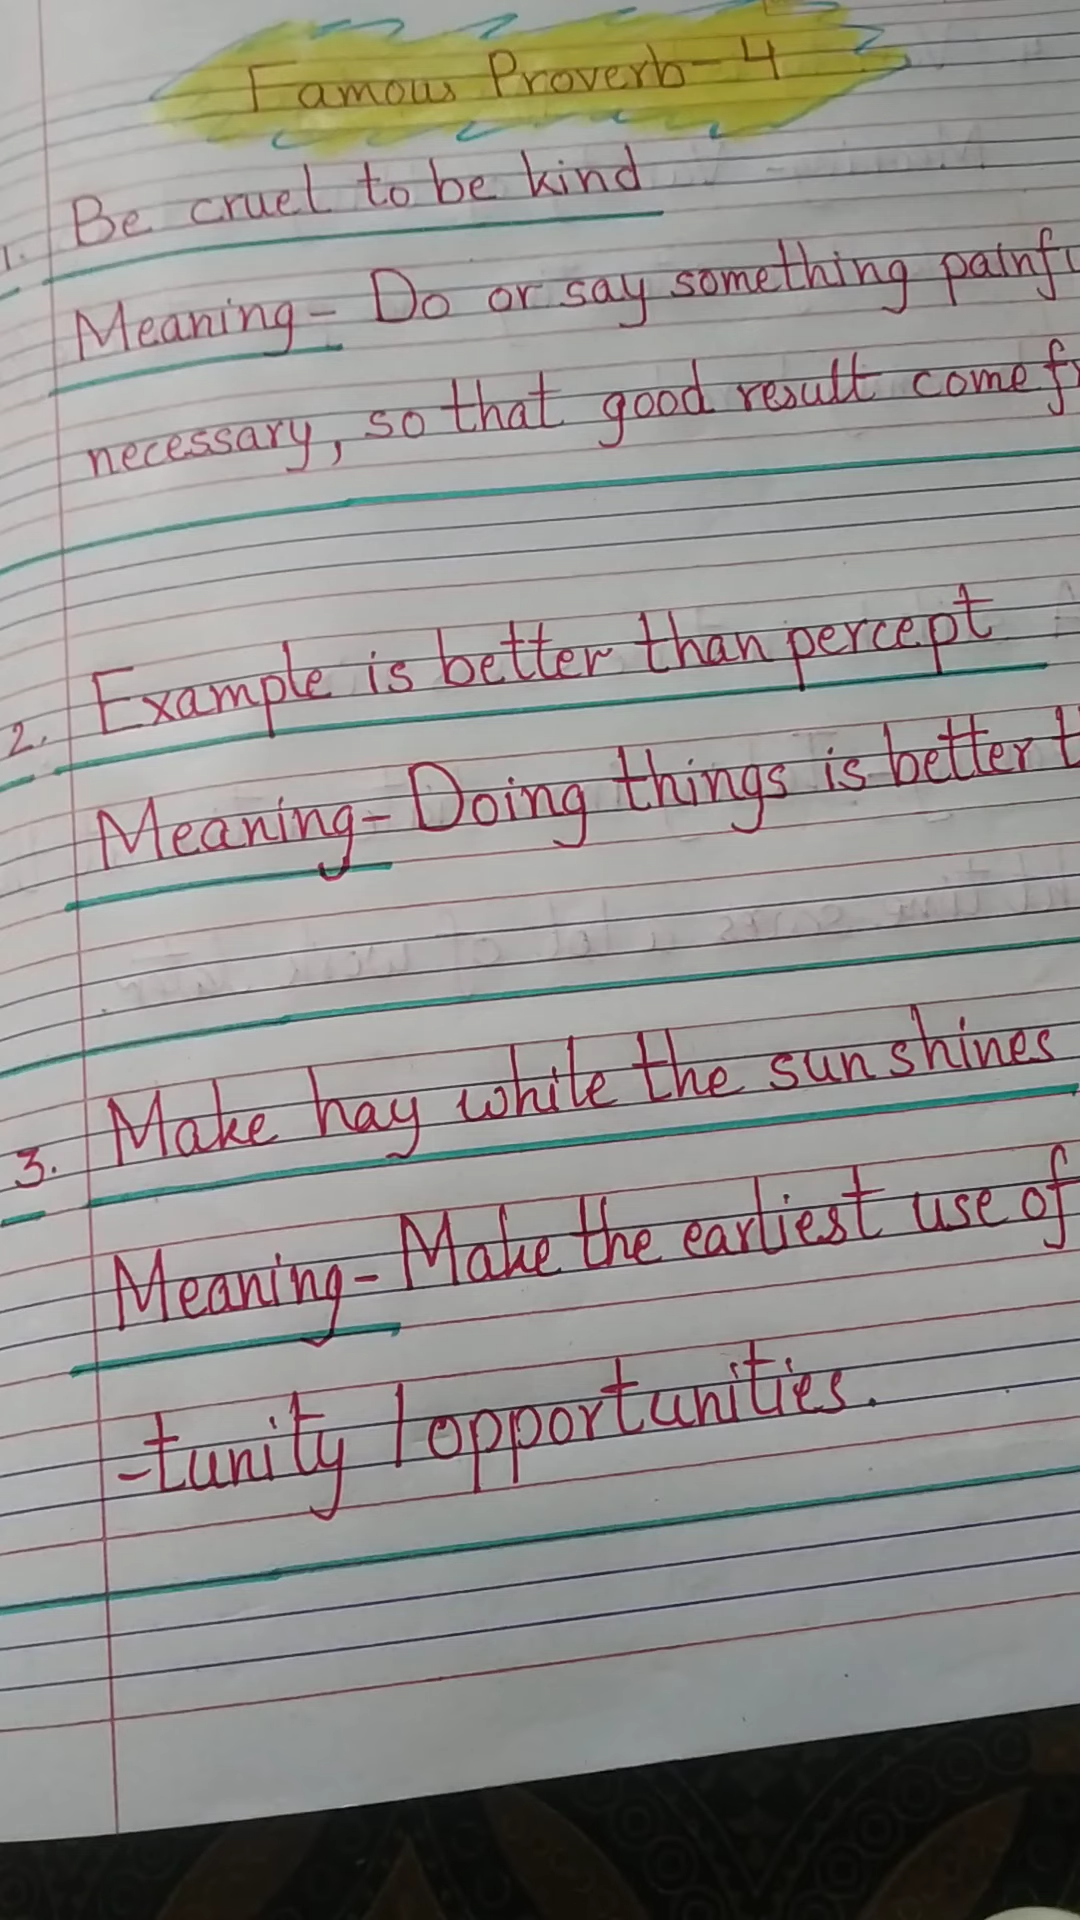 Famous Proverb-4
1. Be cruel to be kind
Meaning- Do or say something
necessary, so that good result come
2. Example is better than percept
Meaning- Doing things is better
3. Make hay while the sun shines
Meaning- Make the earliest use of
-tunity / opportunities.